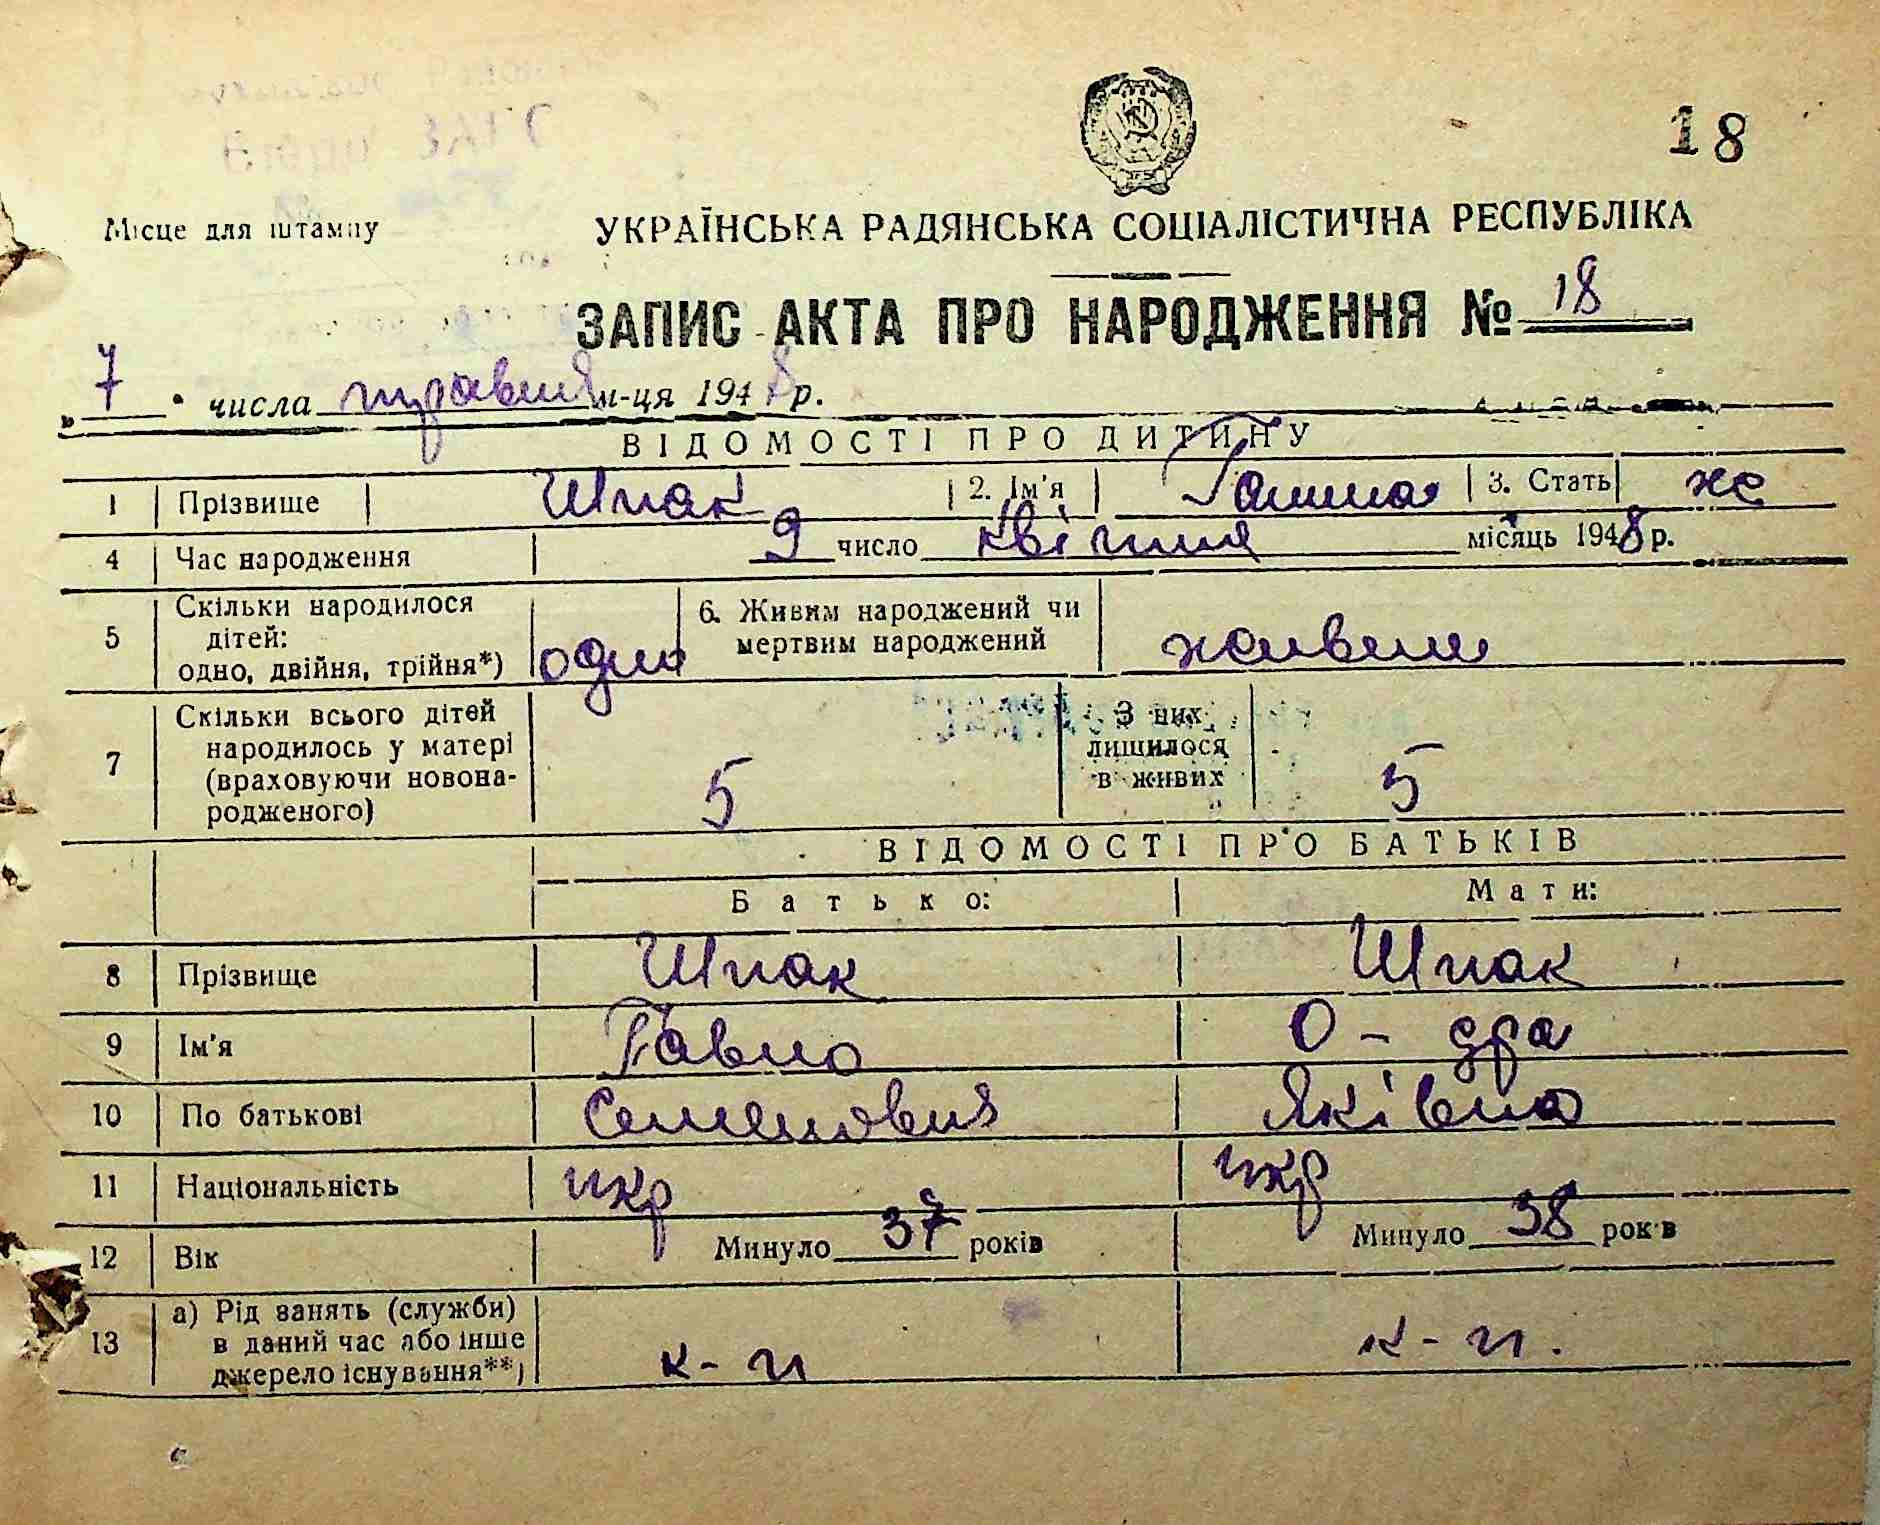 18
Місце для штампу
УКРАЇНСЬКА РАДЯНСЬКА СОЦІАЛІСТИЧНА РЕСПУБЛІКА
ЗАПИС АКТА ПРО НАРОДЖЕННЯ № 18
„ 7 " числа травня м-ця 1948 р.
ВІДОМОСТІ ПРО ДИТИНУ
1 Прізвище Шпак 2. Ім'я Ганна 3. Стать ж
4 Час народження 9 число квітня місяць 1948 р.
5 Скільки народилося дітей: одно, двійня, трійня*) одно 6. Живим народжений чи мертвим народжений живим
7 Скільки всього дітей народилось у матері (враховуючи новонародженого) 5 З них лишилося в живих 5
ВІДОМОСТІ ПРО БАТЬКІВ
Батько: Мати:
8 Прізвище Шпак Шпак
9 Ім'я Павло О-дра
10 По батькові Семенович Яківна
11 Національність укр укр
12 Вік Минуло 37 років Минуло 38 років
13 а) Рід занять (служби) в даний час або інше джерело існування**) к-п к-п.